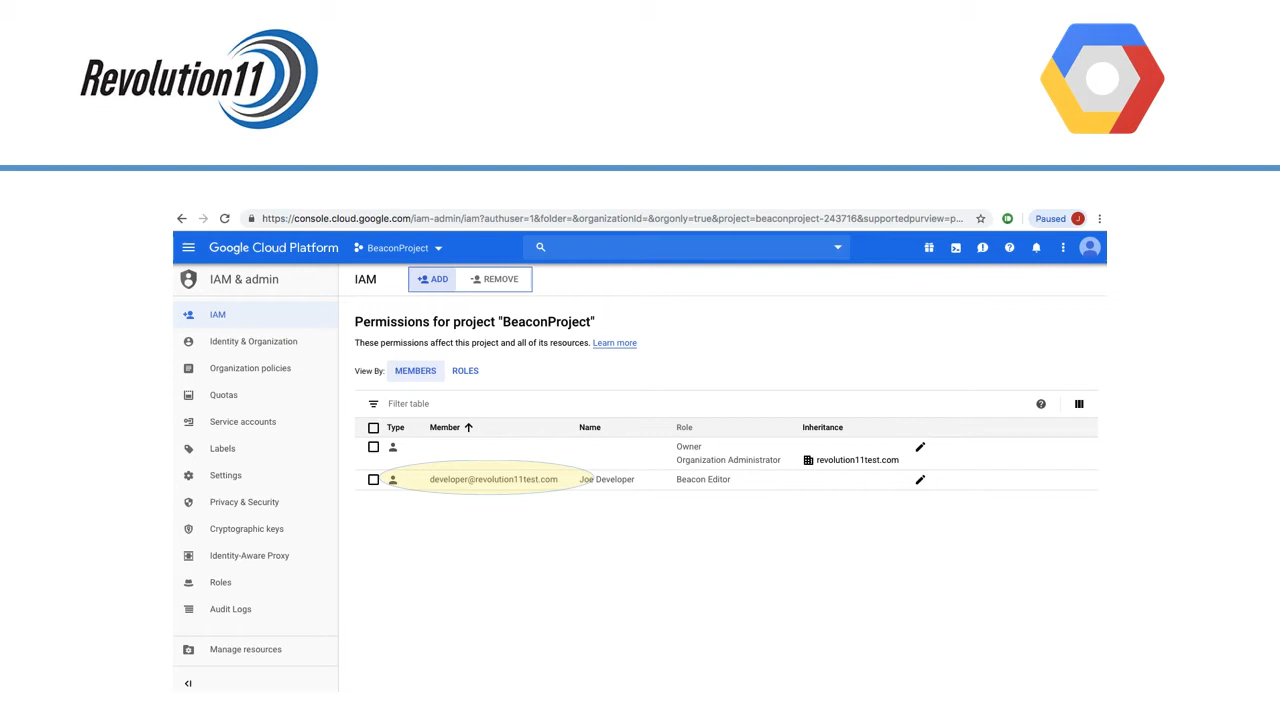 Revolution11
https://console.cloud.google.com/iam-admin/iam?authuser=1&folder=&organizationId=&orgonly=true&project=beaconproject-243716&supportedpurview=p...
Paused
J
Google Cloud Platform
BeaconProject
IAM & admin
IAM
ADD
REMOVE
IAM
Identity & Organization
Organization policies
Quotas
Service accounts
Labels
Settings
Privacy & Security
Cryptographic keys
Identity-Aware Proxy
Roles
Audit Logs
Manage resources
Permissions for project "BeaconProject"
These permissions affect this project and all of its resources. Learn more
View By: MEMBERS ROLES
Filter table
Type Member Name Role Inheritance
Owner
Organization Administrator revolution11test.com
developer@revolution11test.com Joe Developer Beacon Editor